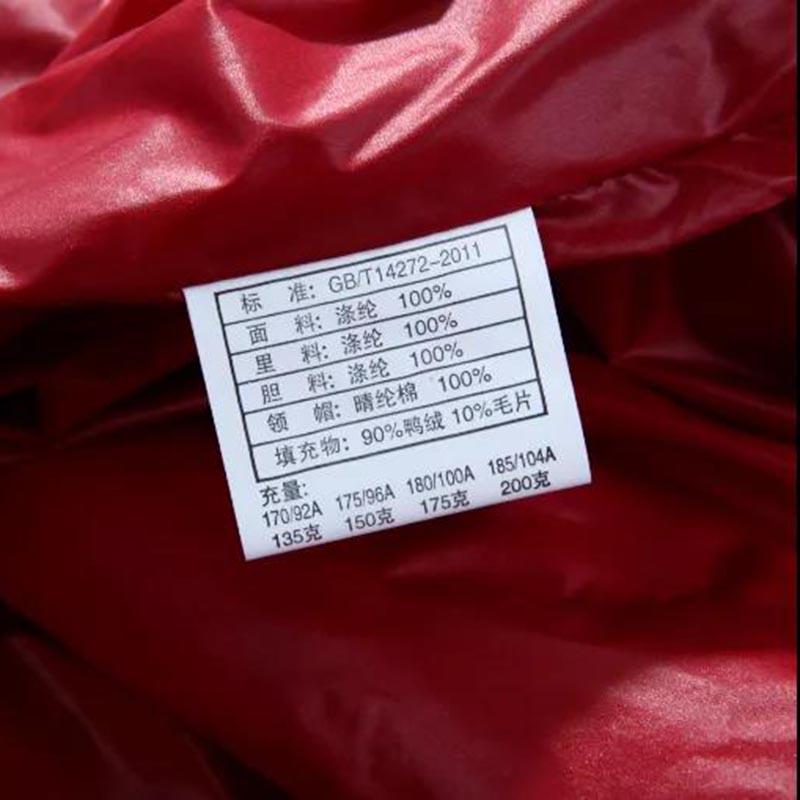 标 准: GB/T14272-2011
面 料: 涤纶 100%
里 料: 涤纶 100%
胆 料: 涤纶 100%
领 帽: 晴纶棉 100%
填充物: 90%鸭绒 10%毛片
充量:
170/92A 175/96A 180/100A 185/104A
135克 150克 175克 200克